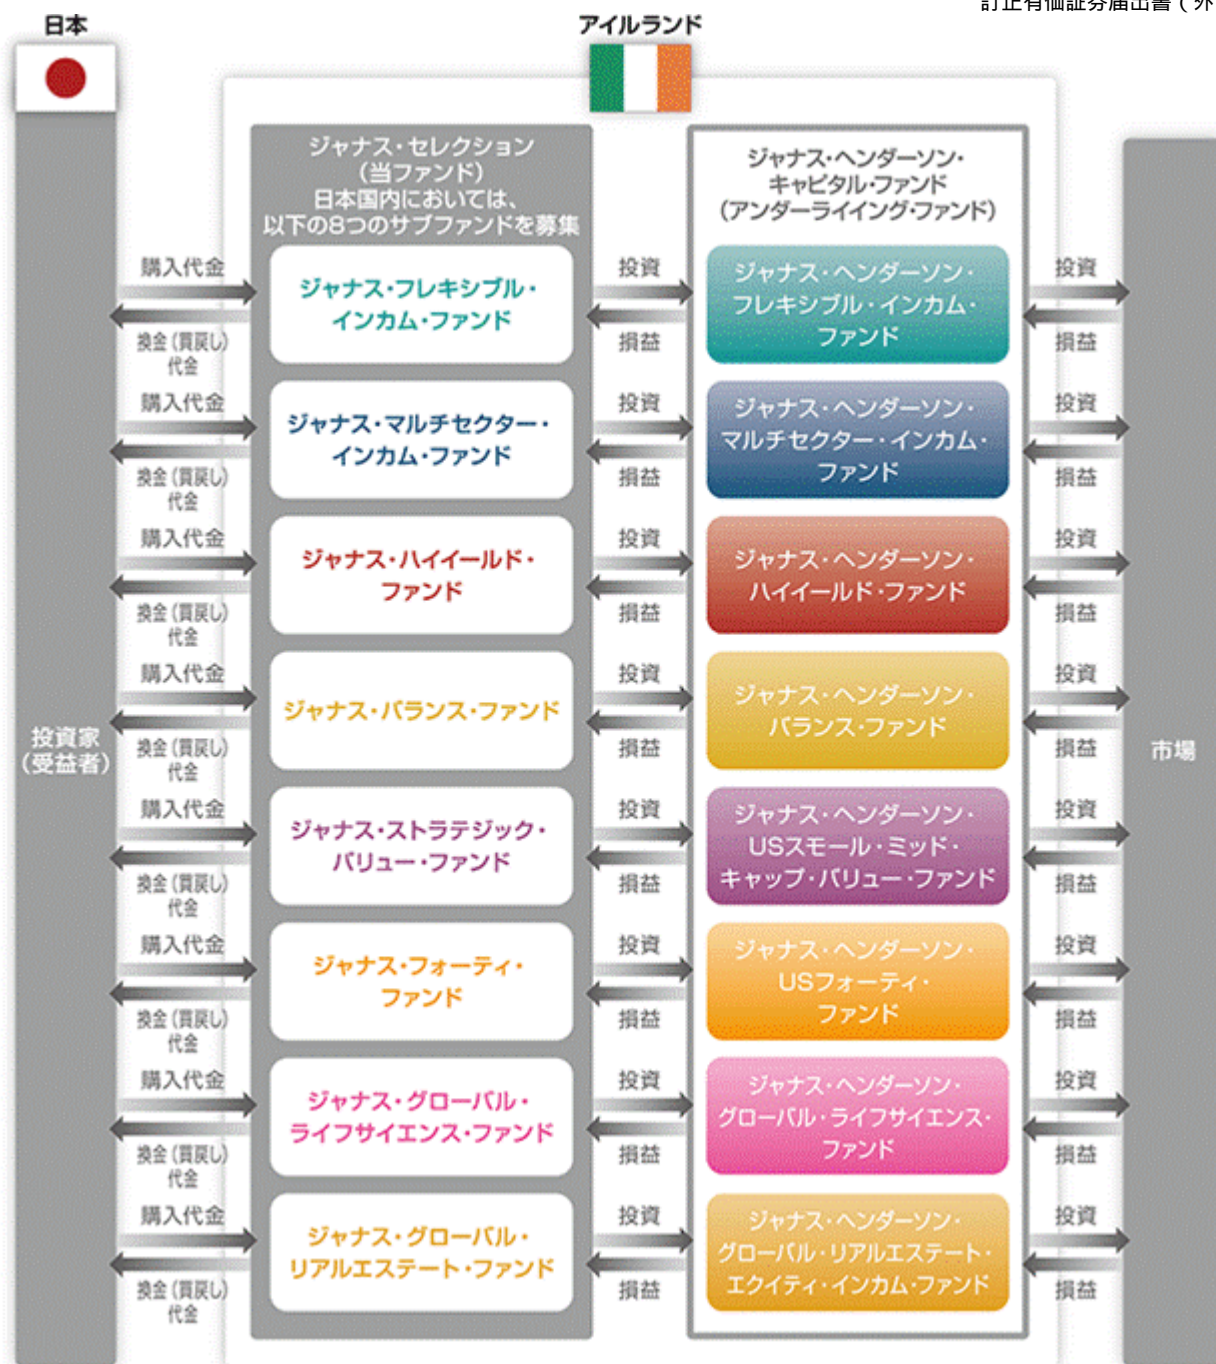 訂正有価証券届出書(外
日本
アイルランド
ジャナス・セレクション
(当ファンド)
日本国内においては、
以下の8つのサブファンドを募集
ジャナス・ヘンダーソン・
キャピタル・ファンド
(アンダーライイング・ファンド)
投資家
(受益者)
市場
購入代金
換金(買戻し)
代金
ジャナス・フレキシブル・
インカム・ファンド
投資
損益
ジャナス・ヘンダーソン・
フレキシブル・インカム・
ファンド
投資
損益
購入代金
換金(買戻し)
代金
ジャナス・マルチセクター・
インカム・ファンド
投資
損益
ジャナス・ヘンダーソン・
マルチセクター・インカム・
ファンド
投資
損益
購入代金
換金(買戻し)
代金
ジャナス・ハイイールド・
ファンド
投資
損益
ジャナス・ヘンダーソン・
ハイイールド・ファンド
投資
損益
購入代金
換金(買戻し)
代金
ジャナス・バランス・ファンド
投資
損益
ジャナス・ヘンダーソン・
バランス・ファンド
投資
損益
購入代金
換金(買戻し)
代金
ジャナス・ストラテジック・
バリュー・ファンド
投資
損益
ジャナス・ヘンダーソン・
USスモール・ミッド・
キャップ・バリュー・ファンド
投資
損益
購入代金
換金(買戻し)
代金
ジャナス・フォーティ・
ファンド
投資
損益
ジャナス・ヘンダーソン・
USフォーティ・
ファンド
投資
損益
購入代金
換金(買戻し)
代金
ジャナス・グローバル・
ライフサイエンス・ファンド
投資
損益
ジャナス・ヘンダーソン・
グローバル・ライフサイエンス・
ファンド
投資
損益
購入代金
換金(買戻し)
代金
ジャナス・グローバル・
リアルエステート・ファンド
投資
損益
ジャナス・ヘンダーソン・
グローバル・リアルエステート・
エクイティ・インカム・ファンド
投資
損益